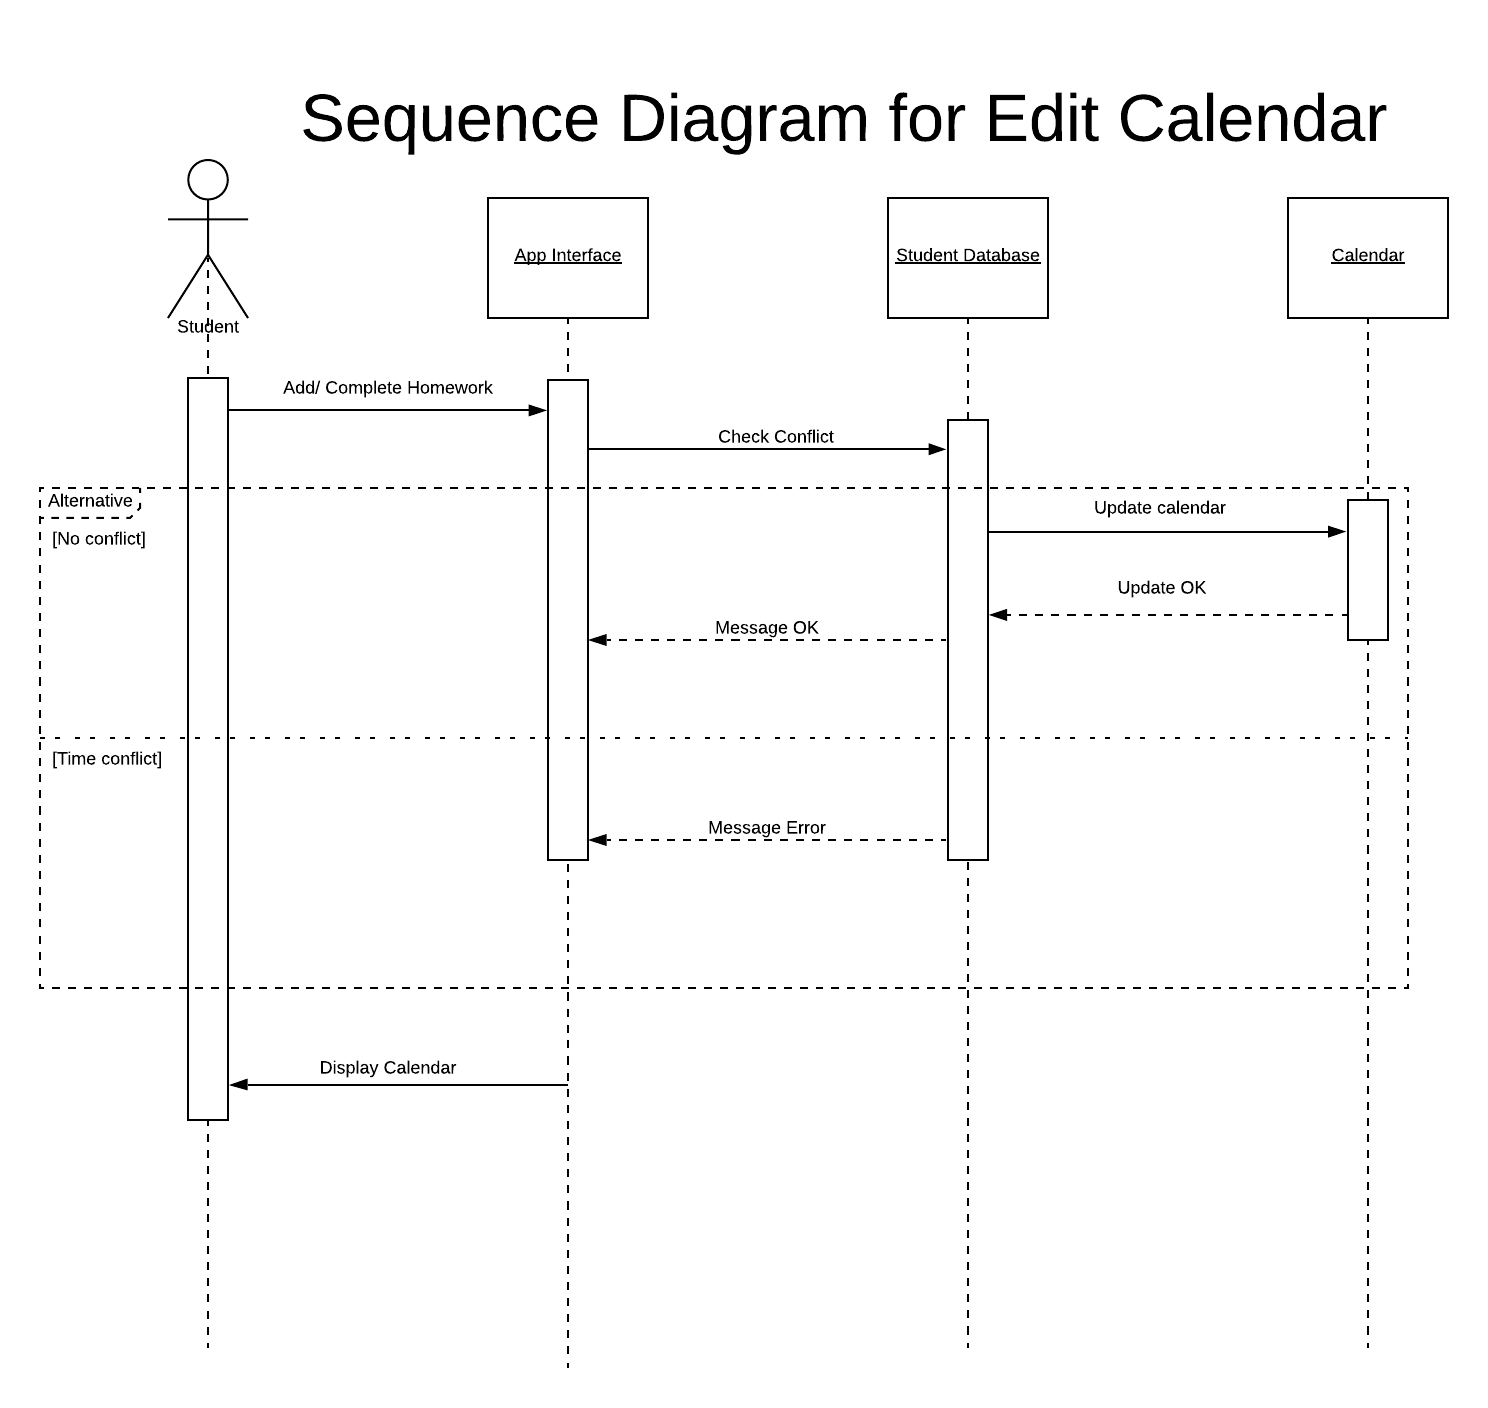 Sequence Diagram for Edit Calendar
Student
App Interface
Student Database
Calendar
Add/ Complete Homework
Check Conflict
Alternative
[No conflict]
Update calendar
Update OK
Message OK
[Time conflict]
Message Error
Display Calendar